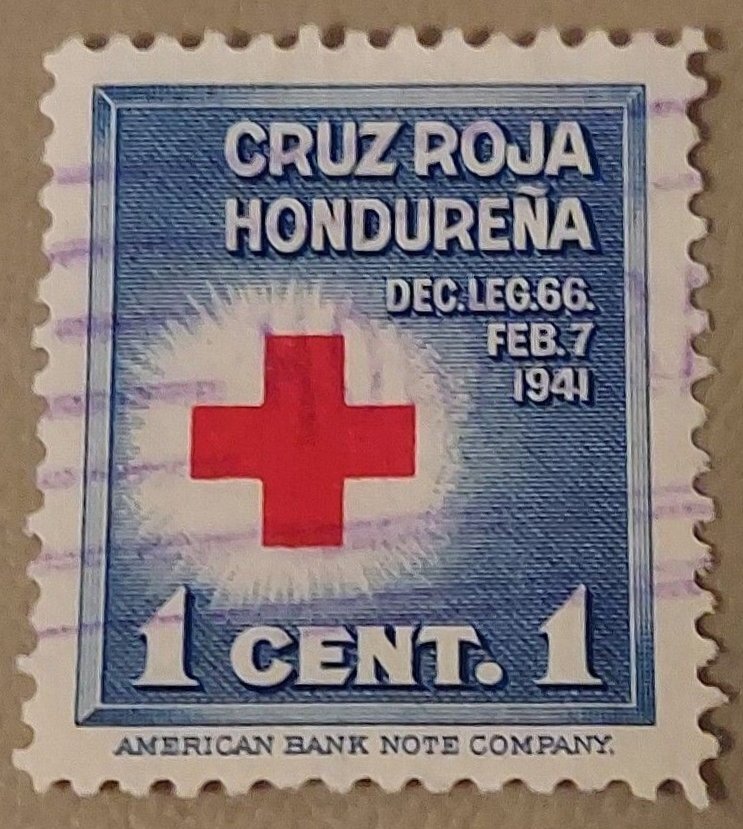 CRUZ ROJA
HONDUREÑA
DEC. LEG. 66.
FEB. 7
1941
1 CENT. 1
AMERICAN BANK NOTE COMPANY.